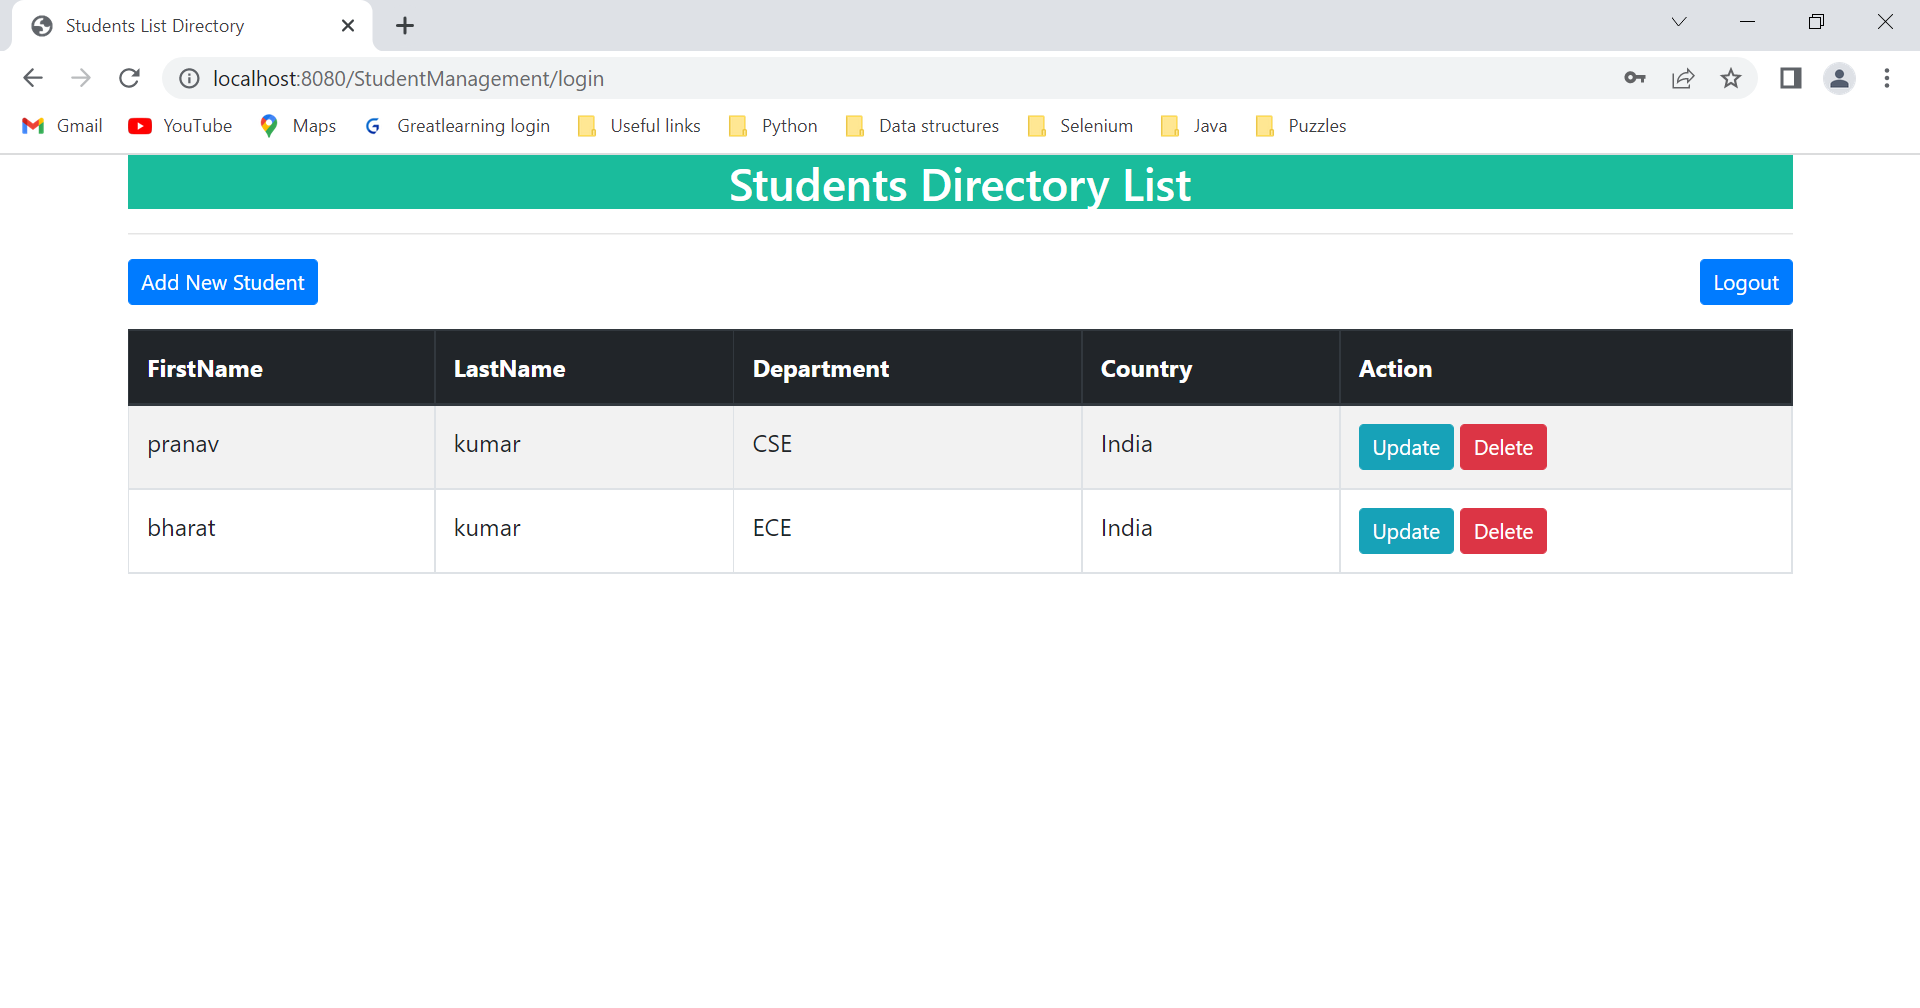 Students List Directory
localhost:8080/StudentManagement/login
Gmail YouTube Maps Greatlearning login Useful links Python Data structures Selenium Java Puzzles
Students Directory List
Add New Student Logout
FirstName LastName Department Country Action
pranav kumar CSE India Update Delete
bharat kumar ECE India Update Delete